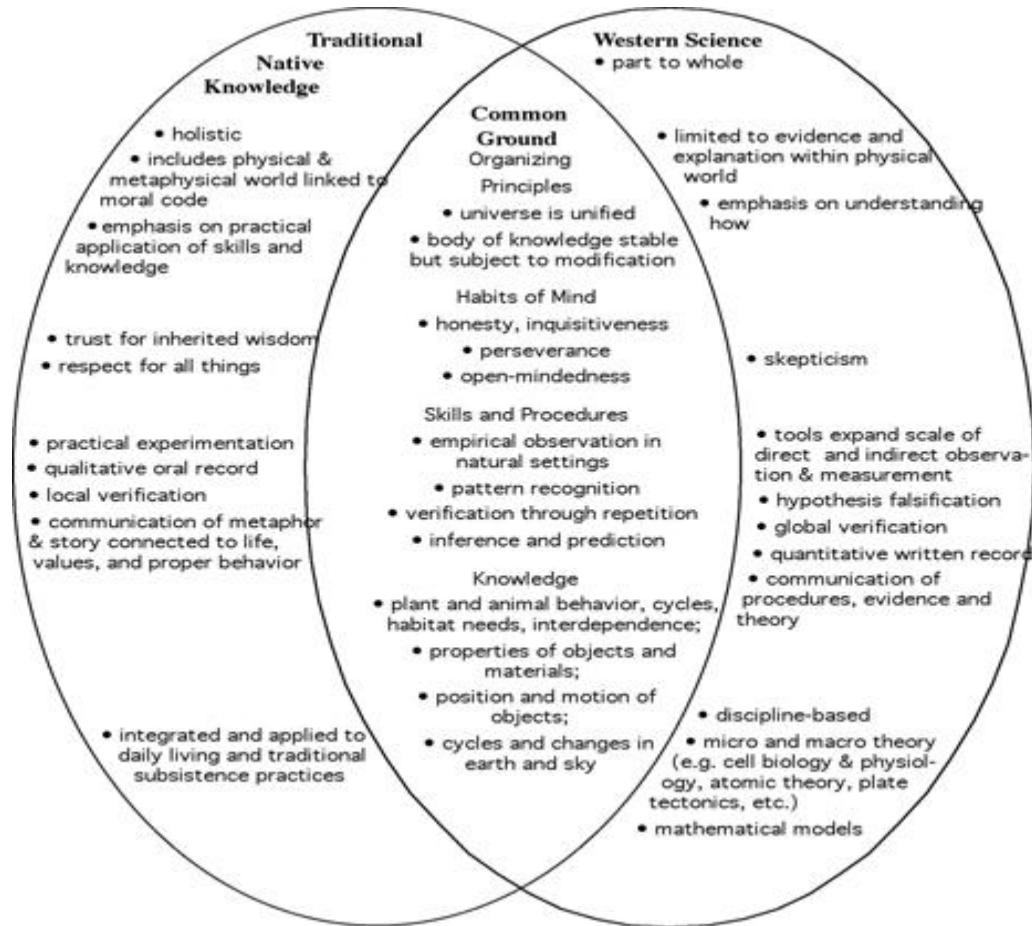 Traditional
Native
Knowledge
• holistic
• includes physical &
metaphysical world linked to
moral code
• emphasis on practical
application of skills and
knowledge
• trust for inherited wisdom
• respect for all things
• practical experimentation
• qualitative oral record
• local verification
• communication of metaphor
& story connected to life,
values, and proper behavior
• integrated and applied to
daily living and traditional
subsistence practices
Common
Ground
Organizing
Principles
• universe is unified
• body of knowledge stable
but subject to modification
Habits of Mind
• honesty, inquisitiveness
• perseverance
• open-mindedness
Skills and Procedures
• empirical observation in
natural settings
• pattern recognition
• verification through repetition
• inference and prediction
Knowledge
• plant and animal behavior, cycles,
habitat needs, interdependence;
• properties of objects and
materials;
• position and motion of
objects;
• cycles and changes in
earth and sky
Western Science
• part to whole
• limited to evidence and
explanation within physical
world
• emphasis on understanding
how
• skepticism
• tools expand scale of
direct and indirect observa-
tion & measurement
• hypothesis falsification
• global verification
• quantitative written record
• communication of
procedures, evidence and
theory
• discipline-based
• micro and macro theory
(e.g. cell biology & physiol-
ogy, atomic theory, plate
tectonics, etc.)
• mathematical models